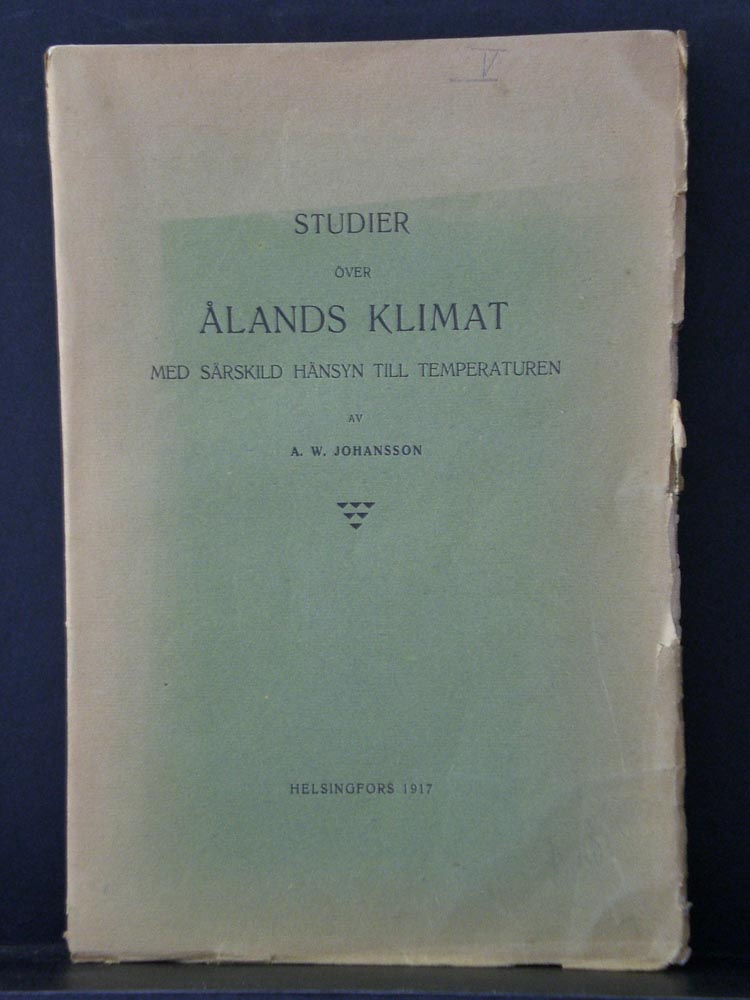 V
STUDIER
ÖVER
ÅLANDS KLIMAT
MED SÄRSKILD HÄNSYN TILL TEMPERATUREN
AV
A. W. JOHANSSON
HELSINGFORS 1917